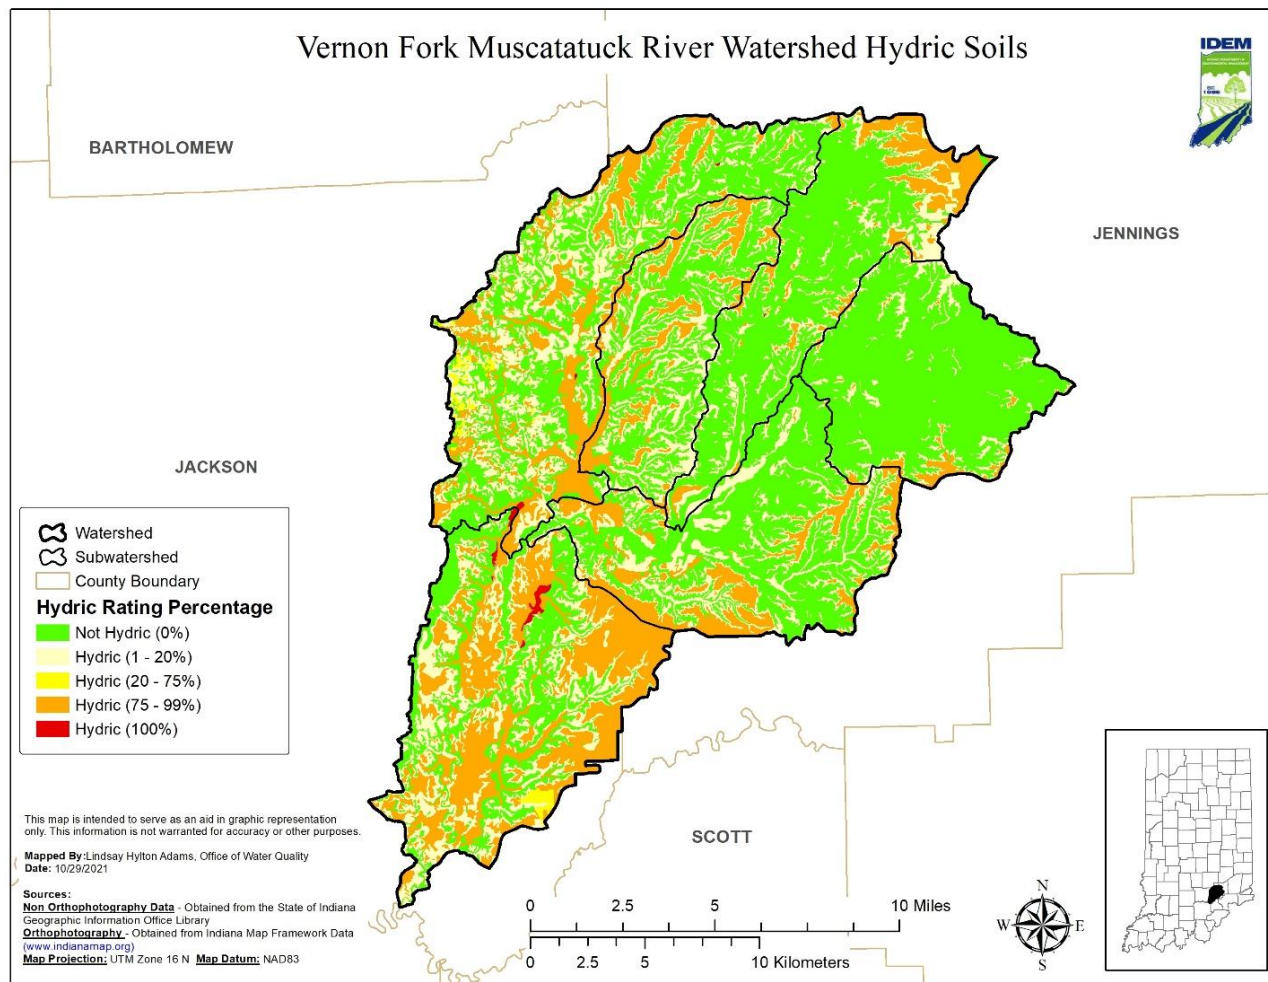 Vernon Fork Muscatatuck River Watershed Hydric Soils
IDEM
BARTHOLOMEW
JENNINGS
JACKSON
SCOTT
Watershed
Subwatershed
County Boundary
Hydric Rating Percentage
Not Hydric (0%)
Hydric (1 - 20%)
Hydric (20 - 75%)
Hydric (75 - 99%)
Hydric (100%)
This map is intended to serve as an aid in graphic representation
only. This information is not warranted for accuracy or other purposes.
Mapped By:Lindsay Hylton Adams, Office of Water Quality
Date: 10/29/2021
Sources:
Non Orthophotography Data - Obtained from the State of Indiana
Geographic Information Office Library
Orthophotography - Obtained from Indiana Map Framework Data
(www.indianamap.org)
Map Projection: UTM Zone 16 N Map Datum: NAD83
0 2.5 5 10 Miles
0 2.5 5 10 Kilometers
N
W E
S